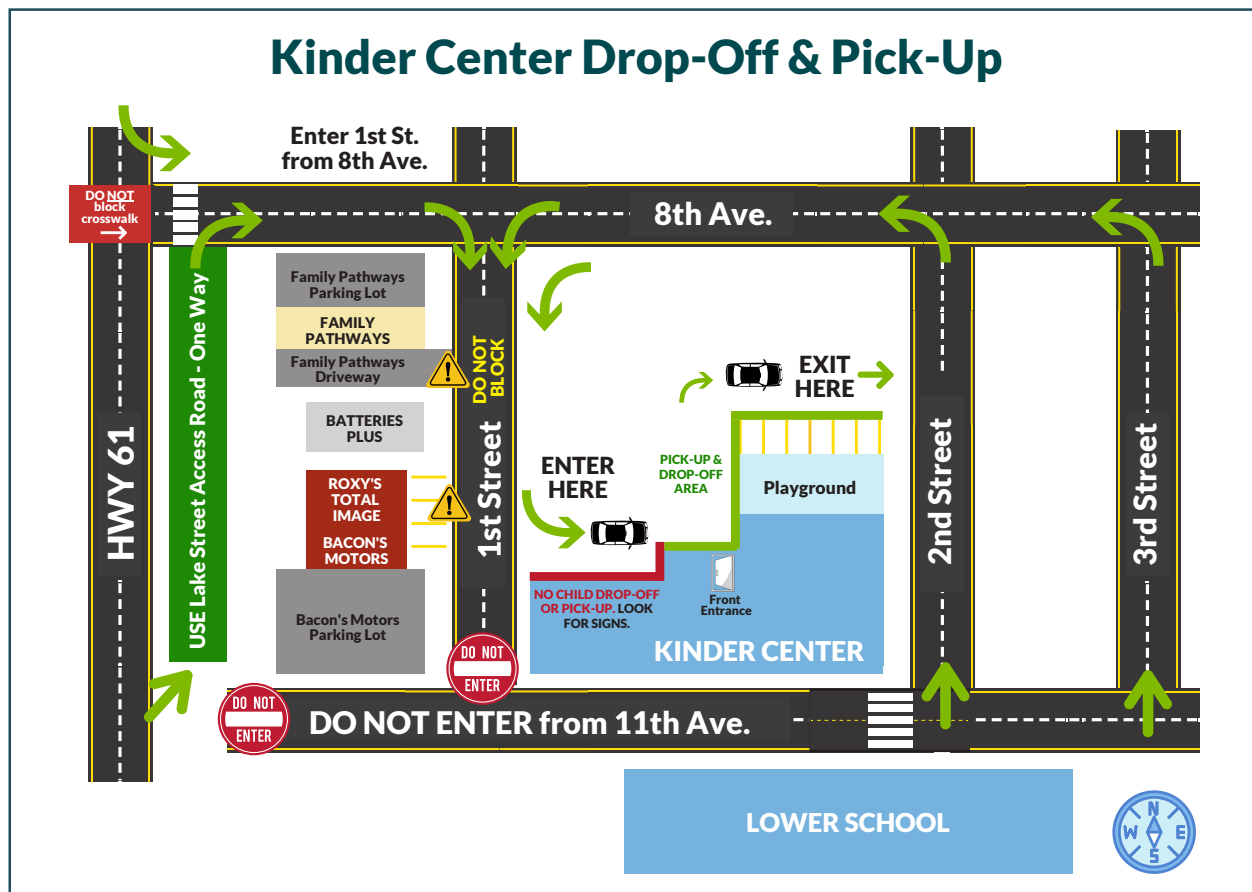 Kinder Center Drop-Off & Pick-Up
Enter 1st St.
from 8th Ave.
DO NOT
block
crosswalk
8th Ave.
HWY 61
USE Lake Street Access Road - One Way
Family Pathways
Parking Lot
FAMILY
PATHWAYS
Family Pathways
Driveway
!
DO NOT
BLOCK
BATTERIES
PLUS
ROXY'S
TOTAL
IMAGE
!
BACON'S
MOTORS
Bacon's Motors
Parking Lot
1st Street
ENTER
HERE
EXIT
HERE
PICK-UP &
DROP-OFF
AREA
Playground
NO CHILD DROP-OFF
OR PICK-UP. LOOK
FOR SIGNS.
Front
Entrance
KINDER CENTER
2nd Street
3rd Street
DO NOT
ENTER
DO NOT
ENTER
DO NOT ENTER from 11th Ave.
LOWER SCHOOL
N
W E
S